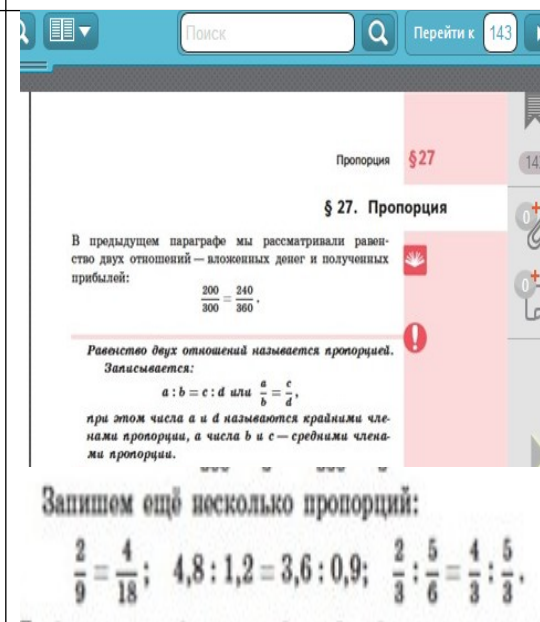 Поиск
Перейти к 143
Пропорция § 27
14
§ 27. Пропорция
0+
В предыдущем параграфе мы рассматривали равен-
ство двух отношений — вложенных денег и полученных
прибылей:
200/300 = 240/360.
0+
!
Равенство двух отношений называется пропорцией.
Записывается:
a : b = c : d или a/b = c/d,
при этом числа a и d называются крайними чле-
нами пропорции, а числа b и c — средними члена-
ми пропорции.
Запишем ещё несколько пропорций:
2/9 = 4/18; 4,8 : 1,2 = 3,6 : 0,9; 2/3 : 5/6 = 4/3 : 5/3.